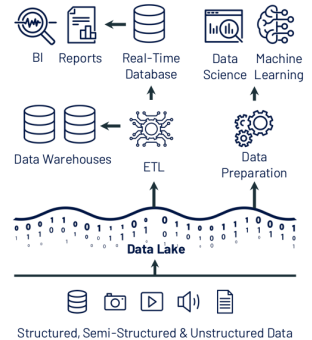 BI
Reports
Real-Time
Database
Data
Science
Machine
Learning
Data Warehouses
ETL
Data
Preparation
Data Lake
Structured, Semi-Structured & Unstructured Data